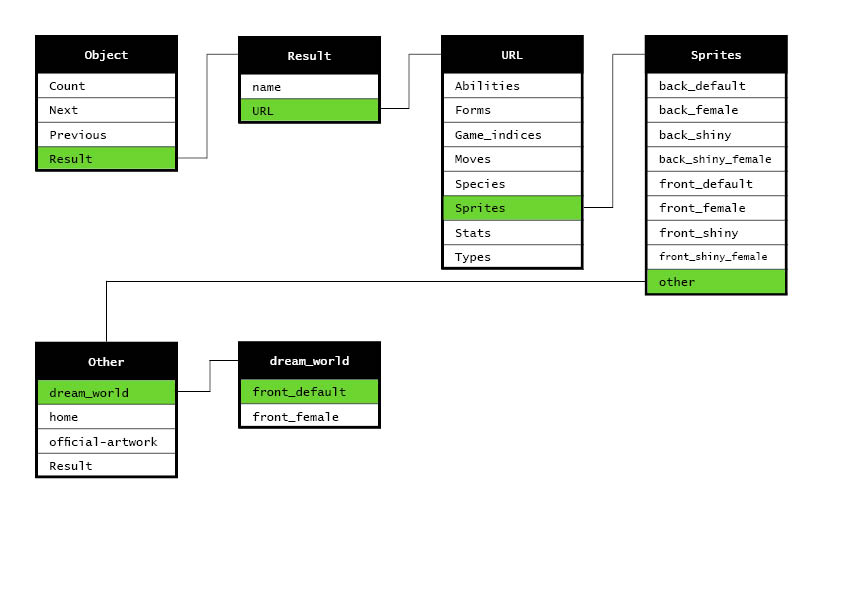 Object
Count
Next
Previous
Result
Result
name
URL
URL
Abilities
Forms
Game_indices
Moves
Species
Sprites
Stats
Types
Sprites
back_default
back_female
back_shiny
back_shiny_female
front_default
front_female
front_shiny
front_shiny_female
other
Other
dream_world
home
official-artwork
Result
dream_world
front_default
front_female